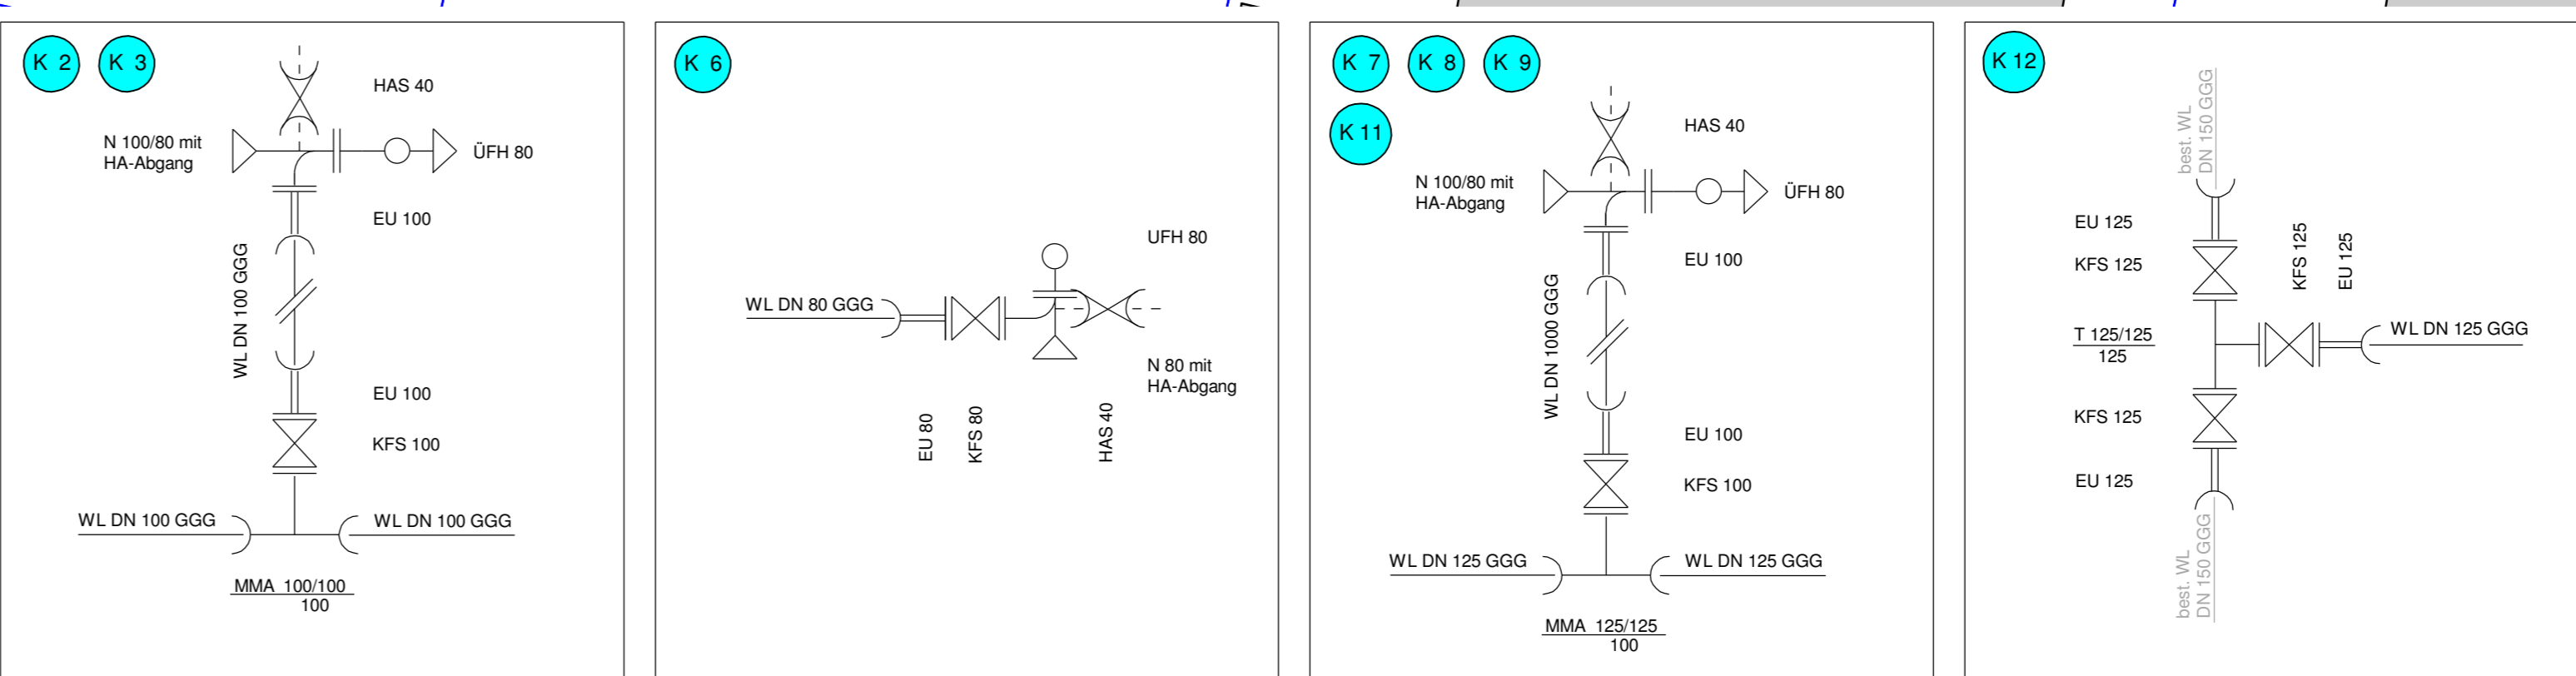 K 2
K 3
HAS 40
N 100/80 mit
HA-Abgang
ÜFH 80
EU 100
WL DN 100 GGG
EU 100
KFS 100
WL DN 100 GGG
WL DN 100 GGG
MMA 100/100
100
K 6
UFH 80
WL DN 80 GGG
N 80 mit
HA-Abgang
EU 80
KFS 80
HAS 40
K 7
K 8
K 9
K 11
HAS 40
N 100/80 mit
HA-Abgang
ÜFH 80
EU 100
WL DN 1000 GGG
EU 100
KFS 100
WL DN 125 GGG
WL DN 125 GGG
MMA 125/125
100
K 12
best. WL
DN 150 GGG
EU 125
KFS 125
KFS 125
EU 125
T 125/125
125
WL DN 125 GGG
KFS 125
EU 125
best. WL
DN 150 GGG